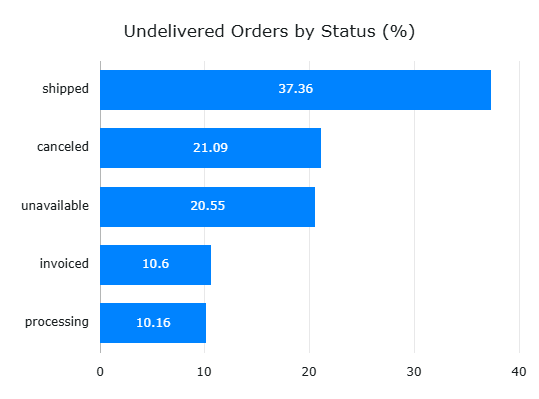 Undelivered Orders by Status (%)
shipped 37.36
canceled 21.09
unavailable 20.55
invoiced 10.6
processing 10.16
0 10 20 30 40